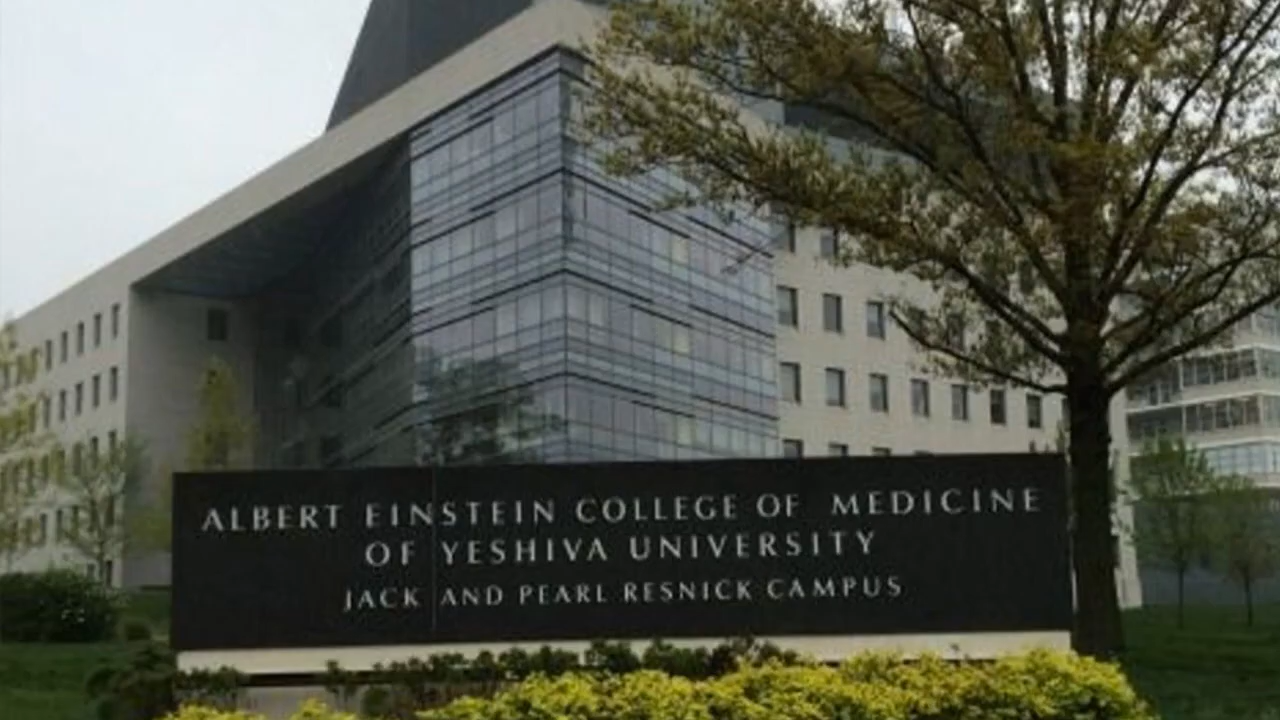 ALBERT EINSTEIN COLLEGE OF MEDICINE
OF YESHIVA UNIVERSITY
JACK AND PEARL RESNICK CAMPUS